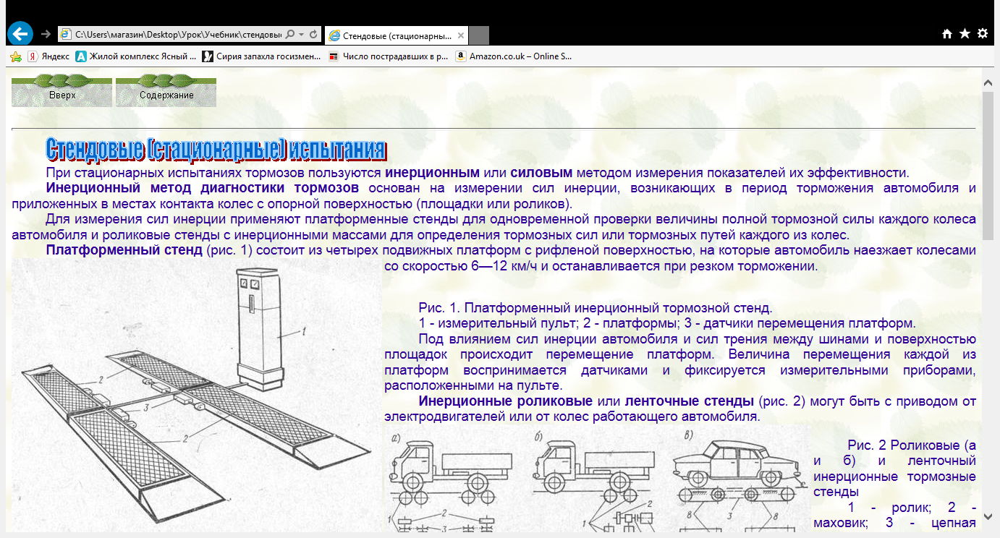 C:\Users\магазин\Desktop\Урок\Учебник\стендовые
Стендовые (стационарны...
Яндекс
Жилой комплекс Ясный ...
Сирия запахла госизмен...
Число пострадавших в р...
Amazon.co.uk – Online S...
Вверх
Содержание
Стендовые (стационарные) испытания
При стационарных испытаниях тормозов пользуются инерционным или силовым методом измерения показателей их эффективности.
Инерционный метод диагностики тормозов основан на измерении сил инерции, возникающих в период торможения автомобиля и
приложенных в местах контакта колес с опорной поверхностью (площадки или роликов).
Для измерения сил инерции применяют платформенные стенды для одновременной проверки величины полной тормозной силы каждого колеса
автомобиля и роликовые стенды с инерционными массами для определения тормозных сил или тормозных путей каждого из колес.
Платформенный стенд (рис. 1) состоит из четырех подвижных платформ с рифленой поверхностью, на которые автомобиль наезжает колесами
со скоростью 6—12 км/ч и останавливается при резком торможении.
1
2
3
2
Рис. 1. Платформенный инерционный тормозной стенд.
1 - измерительный пульт; 2 - платформы; 3 - датчики перемещения платформ.
Под влиянием сил инерции автомобиля и сил трения между шинами и поверхностью
площадок происходит перемещение платформ. Величина перемещения каждой из
платформ воспринимается датчиками и фиксируется измерительными приборами,
расположенными на пульте.
Инерционные роликовые или ленточные стенды (рис. 2) могут быть с приводом от
электродвигателей или от колес работающего автомобиля.
а)
б)
в)
1
2
1
2
8
3
8
Рис. 2 Роликовые (а
и б) и ленточный
инерционные тормозные
стенды
1 - ролик; 2 -
маховик; 3 - цепная